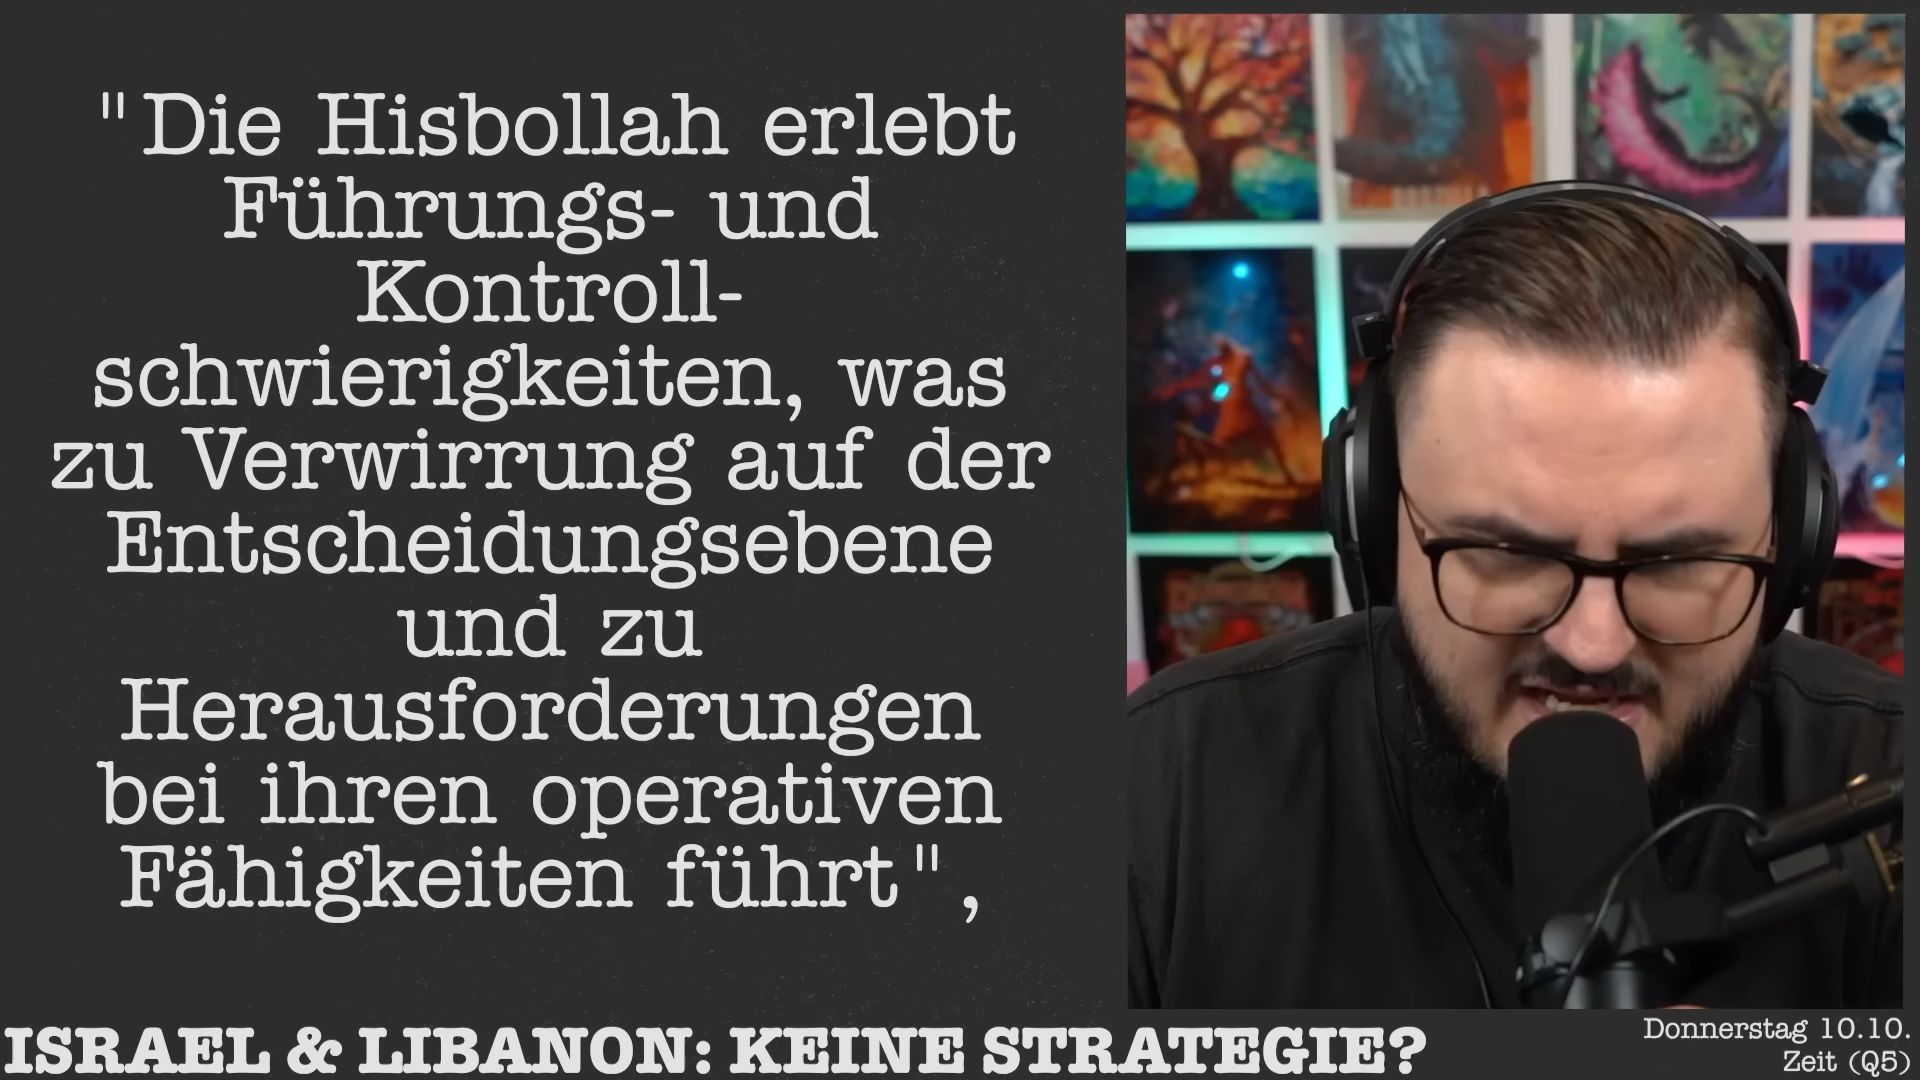 "Die Hisbollah erlebt
Führungs- und
Kontroll-
schwierigkeiten, was
zu Verwirrung auf der
Entscheidungsebene
und zu
Herausforderungen
bei ihren operativen
Fähigkeiten führt",
ISRAEL & LIBANON: KEINE STRATEGIE?
Donnerstag 10.10.
Zeit (Q5)